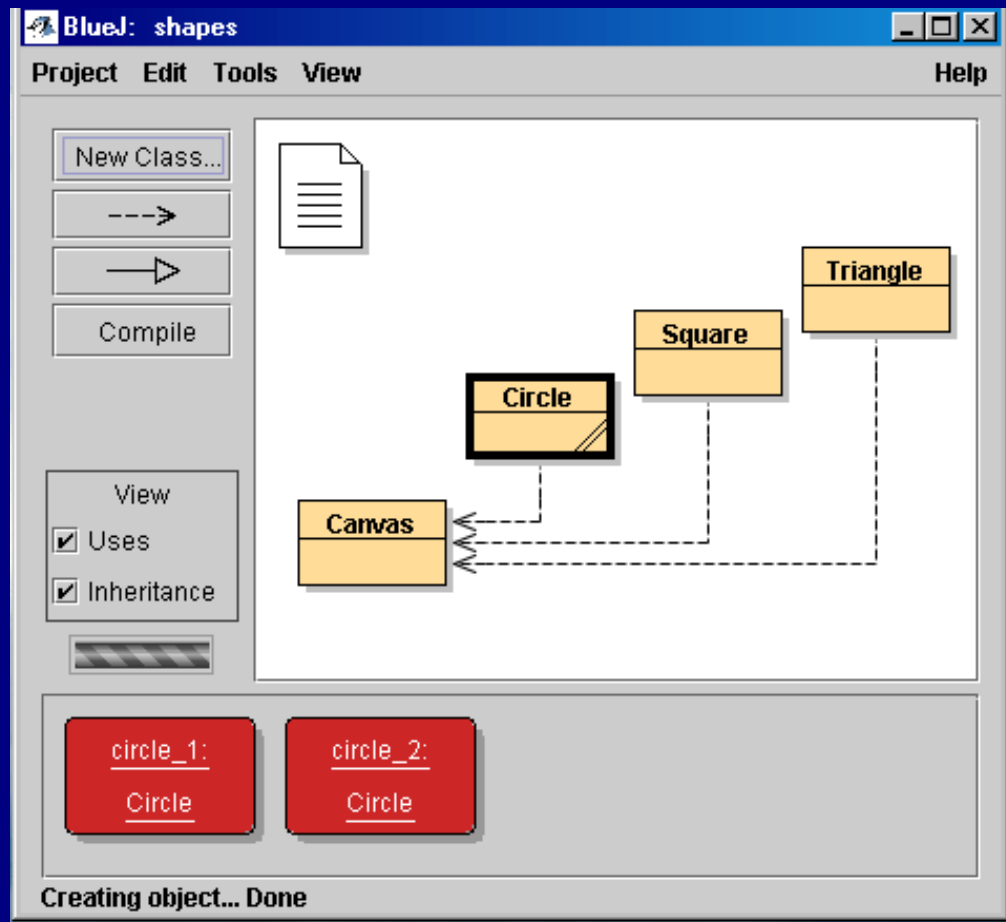 BlueJ: shapes
Project Edit Tools View Help
New Class...
Compile
View
Uses
Inheritance
Triangle
Square
Circle
Canvas
circle_1:
Circle
circle_2:
Circle
Creating object... Done